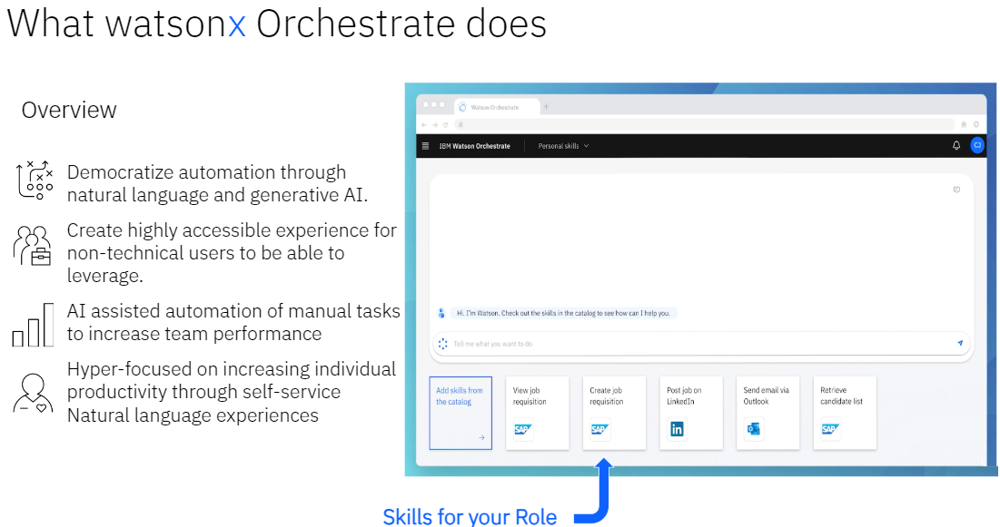 What watsonx Orchestrate does
Overview
Democratize automation through
natural language and generative AI.
Create highly accessible experience for
non-technical users to be able to
leverage.
AI assisted automation of manual tasks
to increase team performance
Hyper-focused on increasing individual
productivity through self-service
Natural language experiences
Watson Orchestrate
IBM Watson Orchestrate
Personal skills
CJ
Hi. I'm Watson. Check out the skills in the catalog to see how can I help you.
Tell me what you want to do
Add skills from
the catalog
View job
requisition
SAP
Create job
requisition
SAP
Post job on
LinkedIn
in
Send email via
Outlook
Retrieve
candidate list
SAP
Skills for your Role